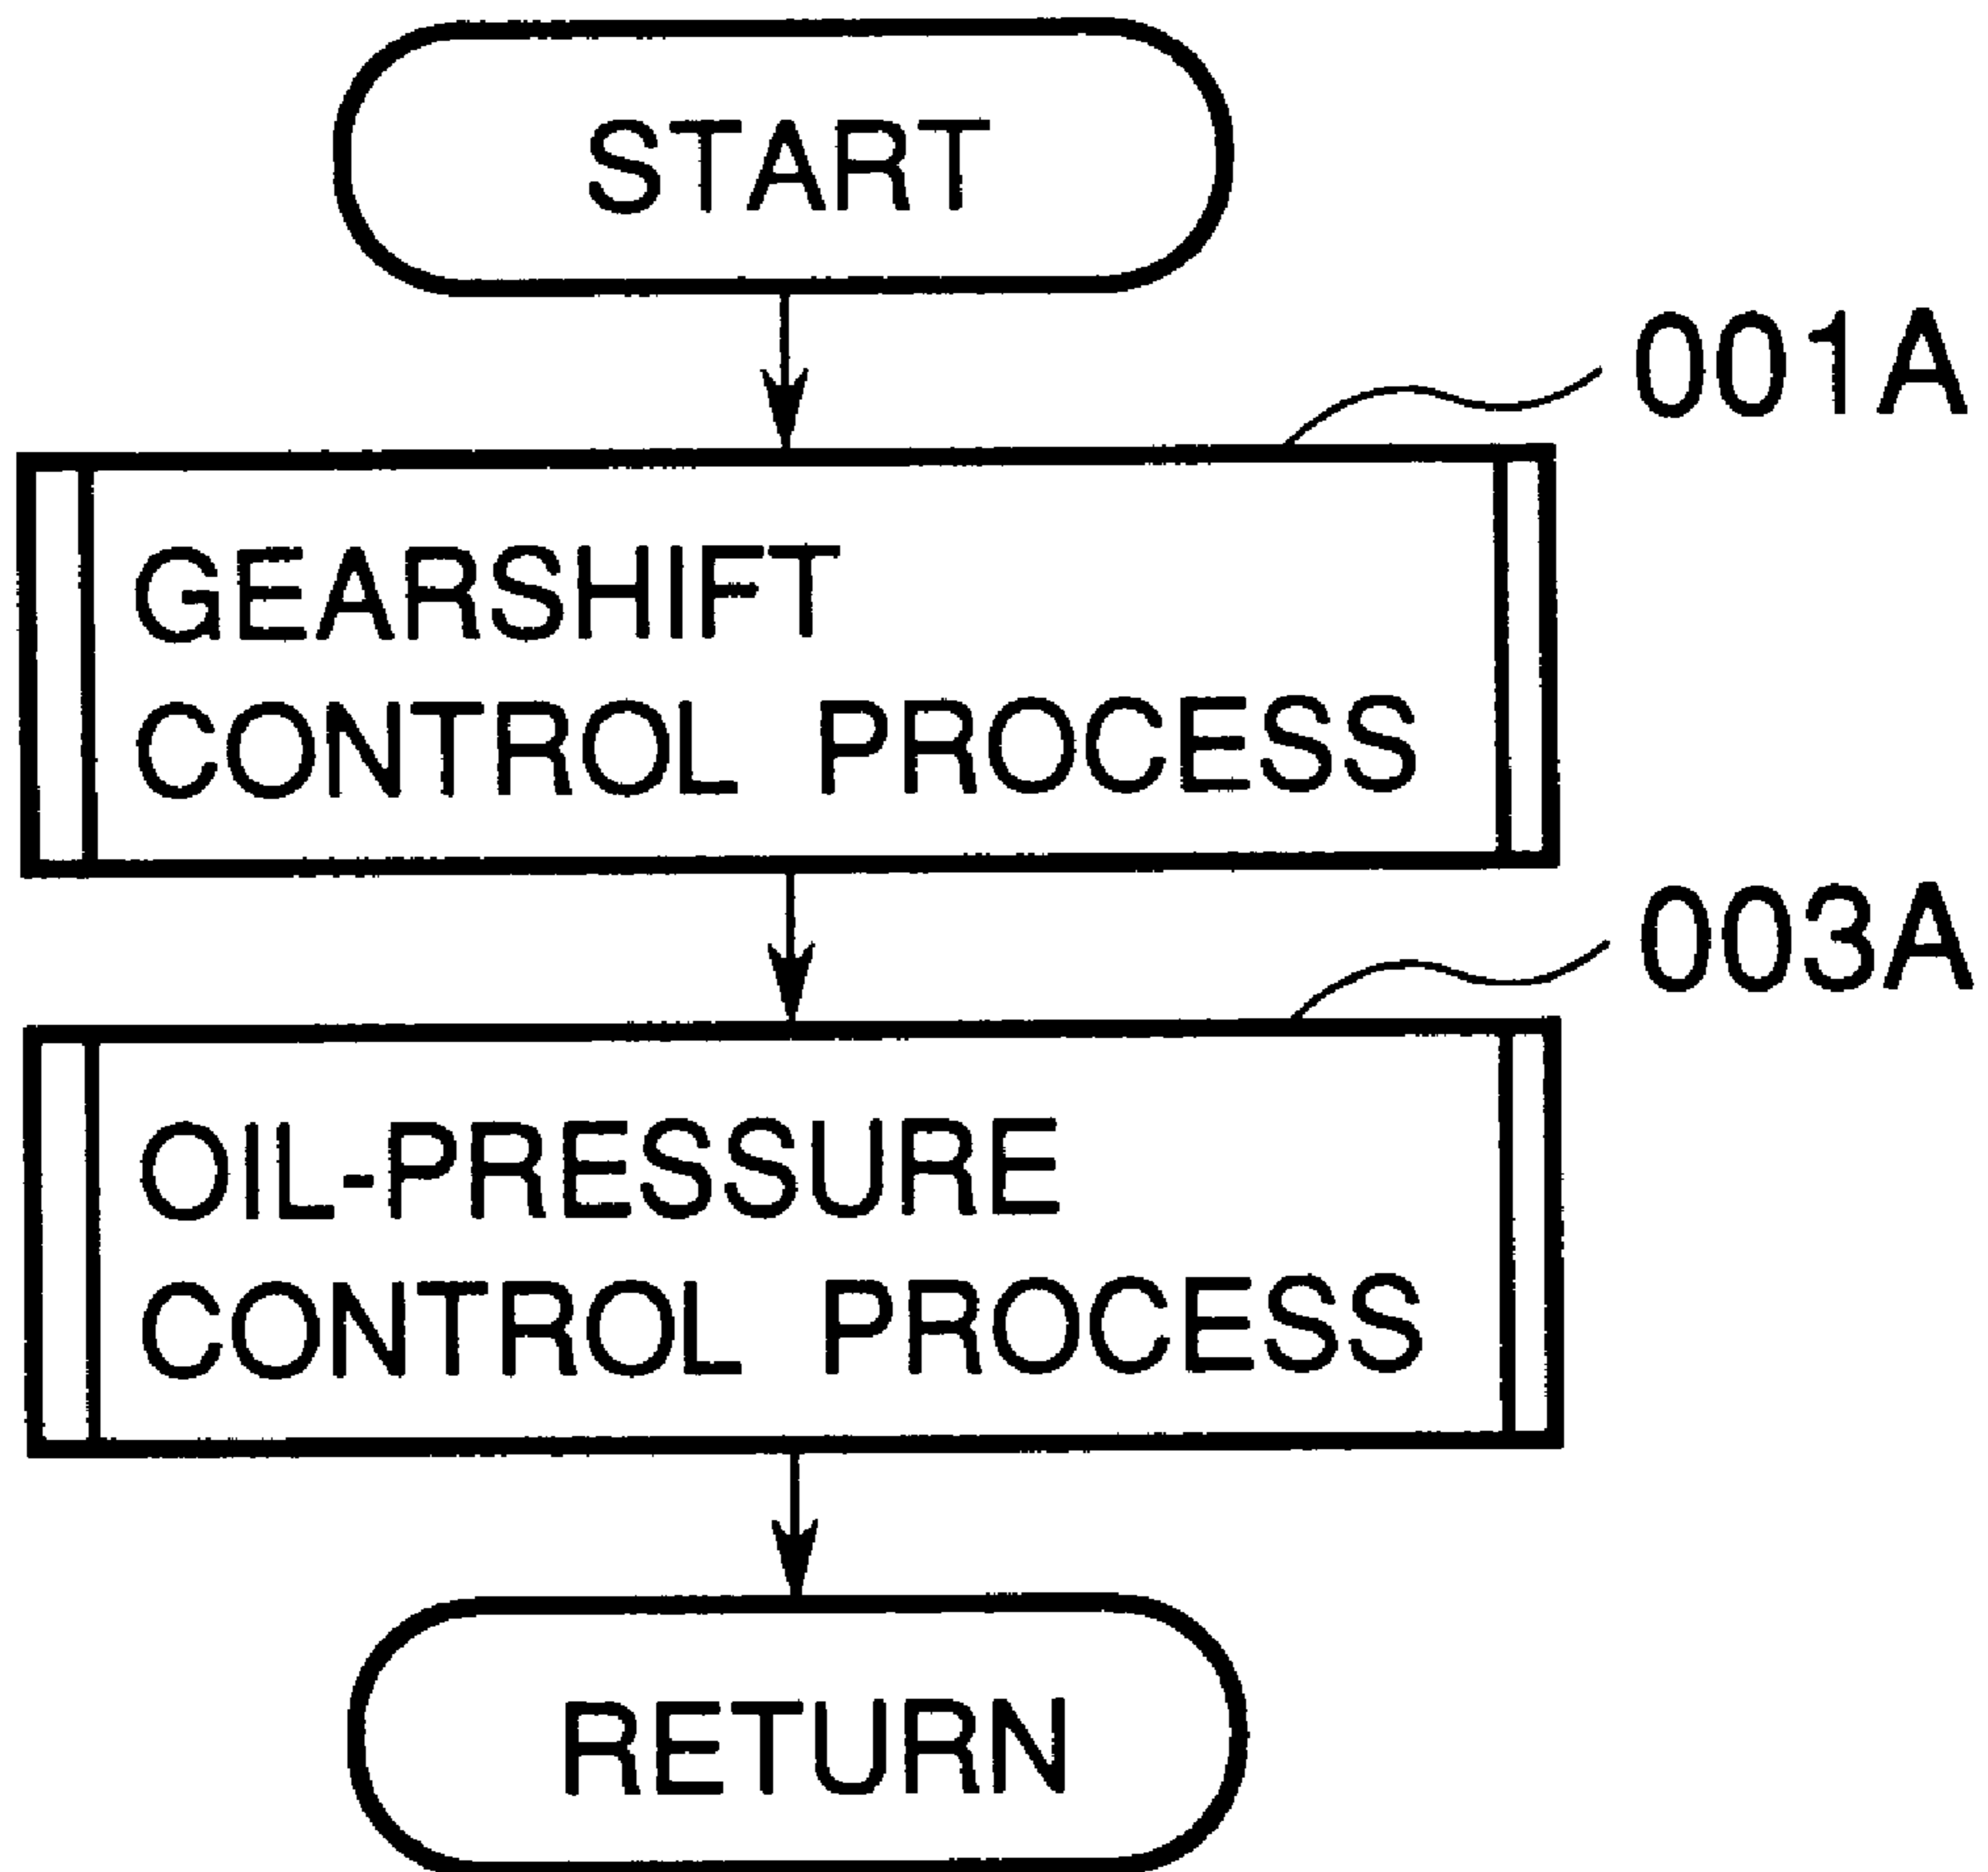 START
001A
GEARSHIFT
CONTROL PROCESS
003A
OIL-PRESSURE
CONTROL PROCESS
RETURN